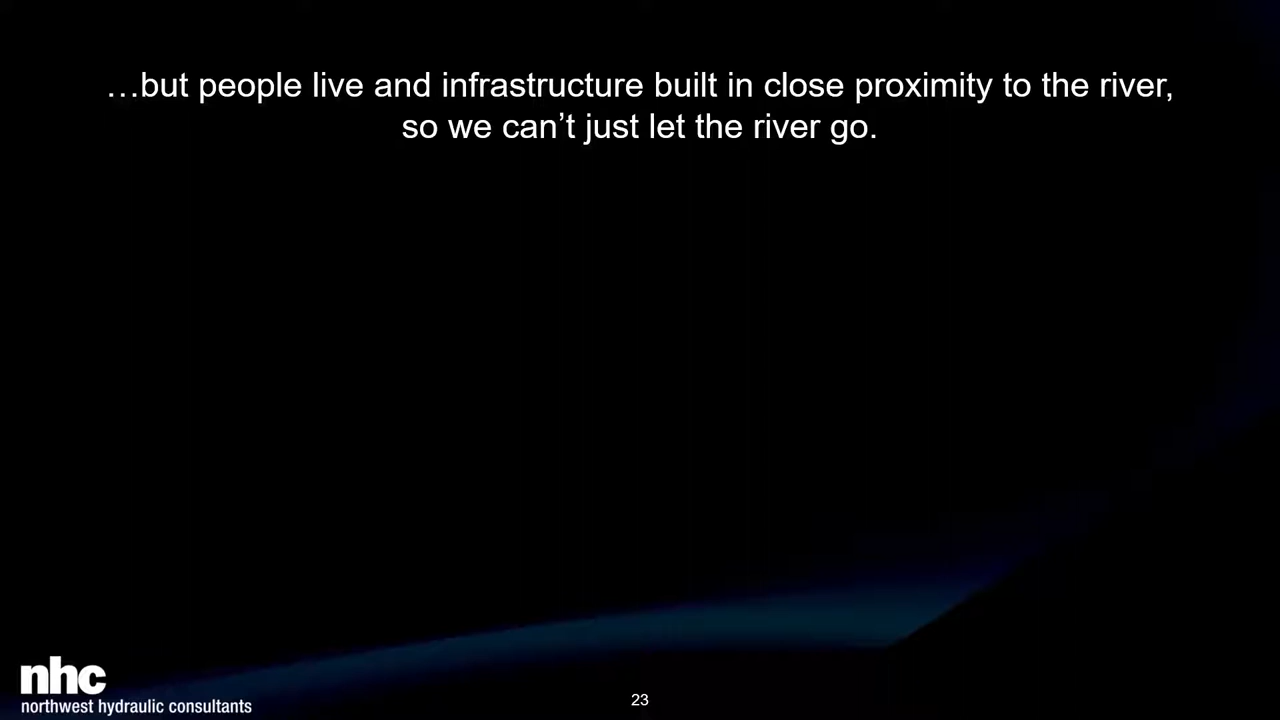 …but people live and infrastructure built in close proximity to the river,
so we can’t just let the river go.
nhc
northwest hydraulic consultants
23